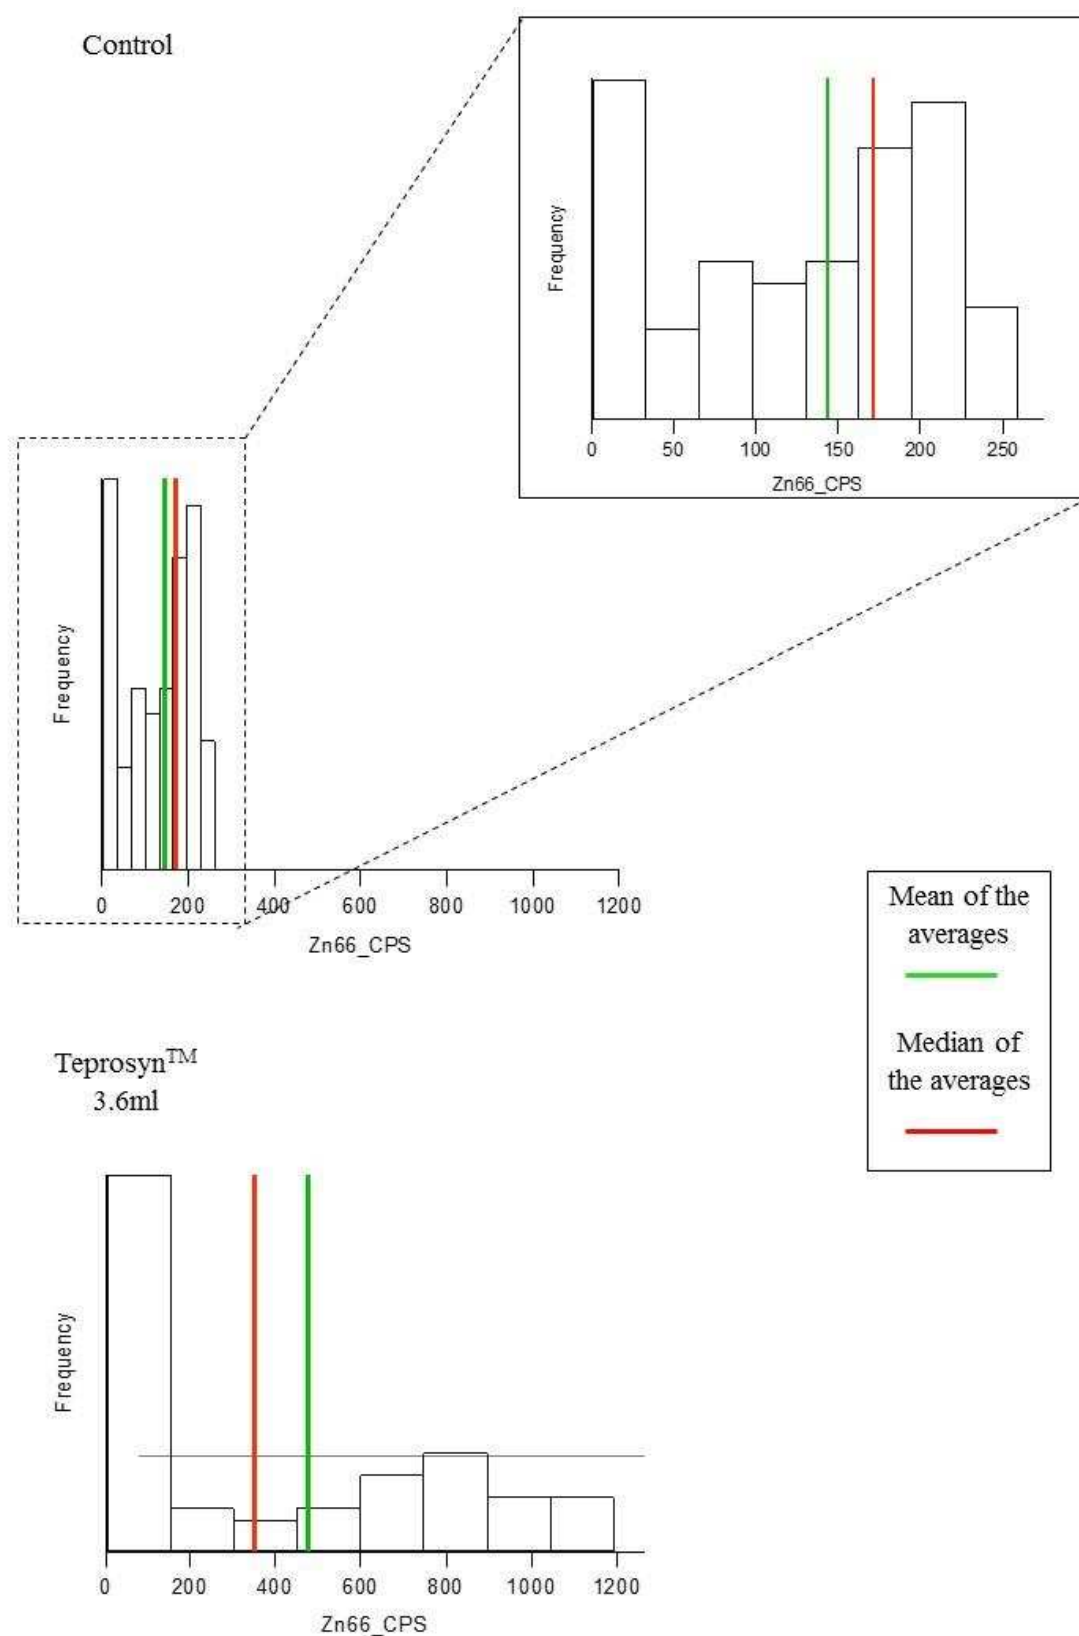 Control
Frequency
0 50 100 150 200 250
Zn66_CPS
Frequency
0 200 400 600 800 1000 1200
Zn66_CPS
Mean of the
averages
Median of
the averages
Teprosyn™
3.6ml
Frequency
0 200 400 600 800 1000 1200
Zn66_CPS